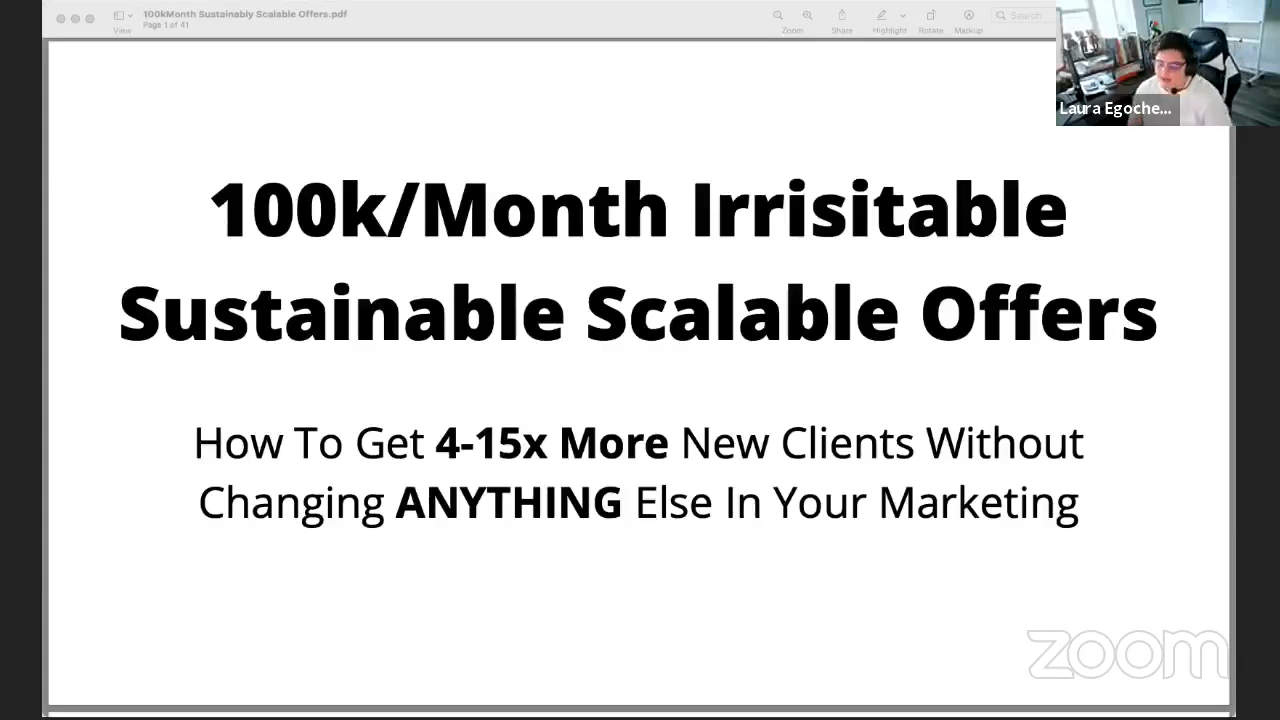 100kMonth Sustainably Scalable Offers.pdf
Page 1 of 41
View
Zoom
Share
Highlight
Rotate
Markup
Search
Laura Egoche...
100k/Month Irrisitable
Sustainable Scalable Offers
How To Get 4-15x More New Clients Without
Changing ANYTHING Else In Your Marketing
zoom